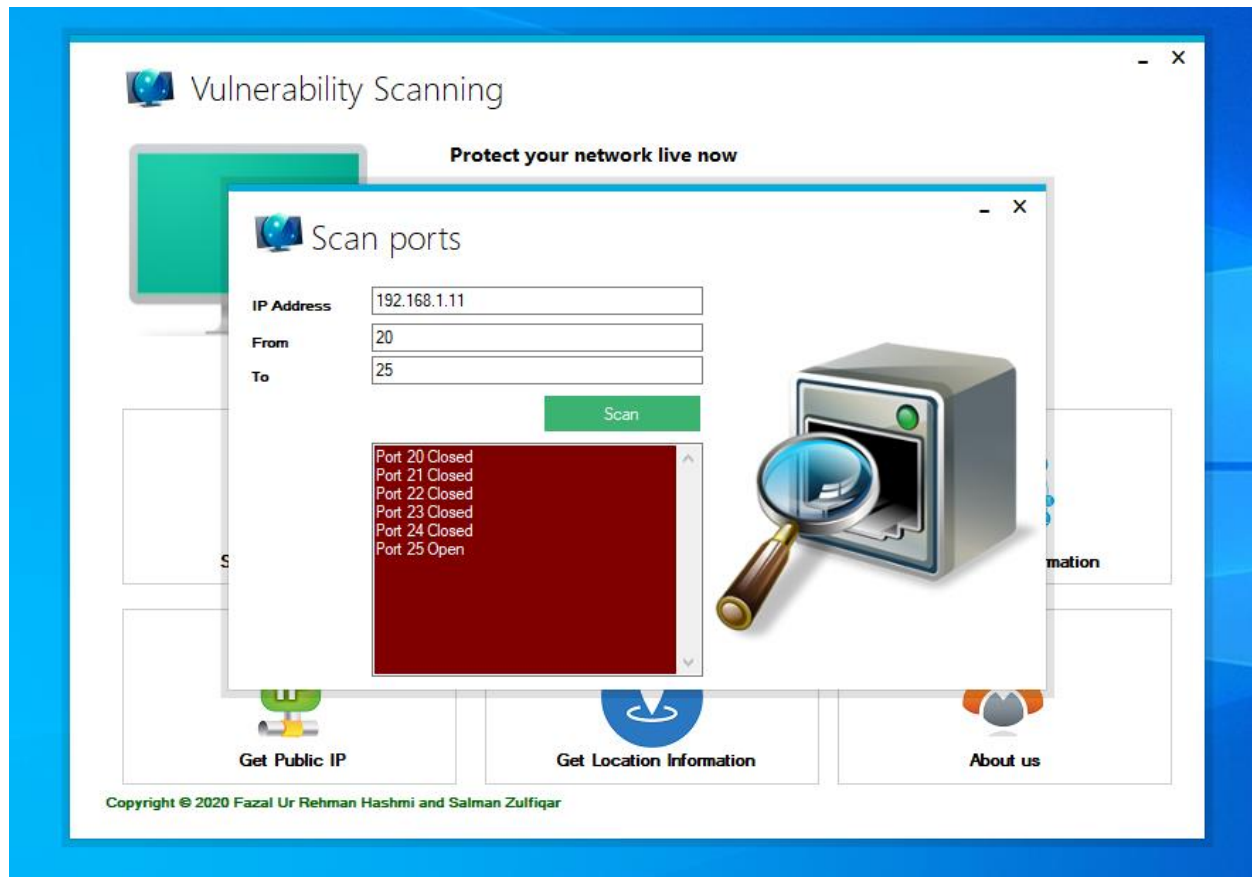 Vulnerability Scanning
Protect your network live now
Scan ports
IP Address
192.168.1.11
From
20
To
25
Scan
Port 20 Closed
Port 21 Closed
Port 22 Closed
Port 23 Closed
Port 24 Closed
Port 25 Open
Get Public IP
Get Location Information
About us
Copyright © 2020 Fazal Ur Rehman Hashmi and Salman Zulfiqar